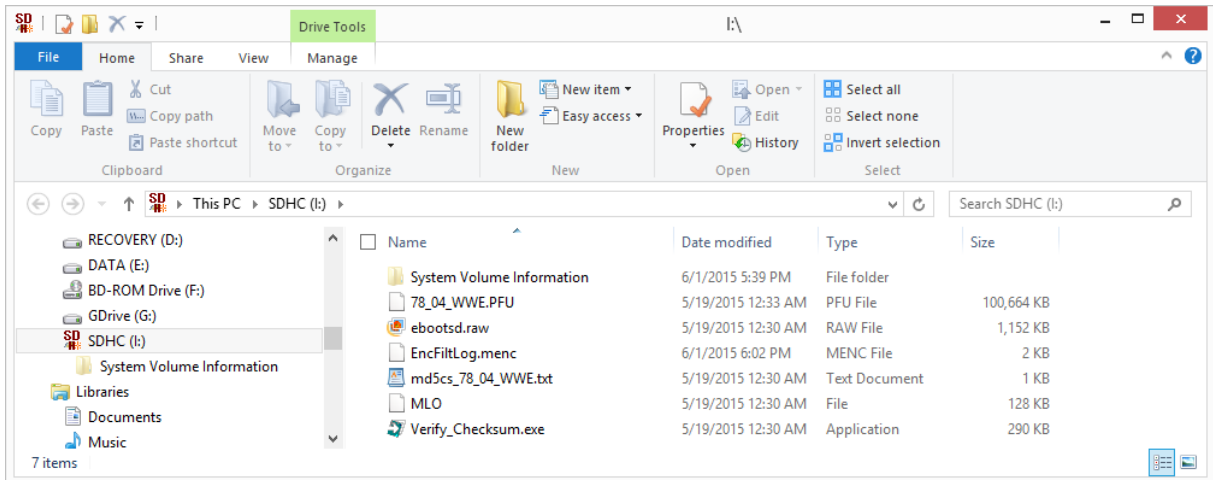 SD Drive Tools I:\
File Home Share View Manage
Copy Paste Cut Copy path Paste shortcut Move to Copy to Delete Rename New folder New item Easy access Properties Open Edit History Select all Select none Invert selection
Clipboard Organize New Open Select
SD This PC SDHC (I:) Search SDHC (I:)
Name Date modified Type Size
RECOVERY (D:)
DATA (E:)
BD-ROM Drive (F:)
GDrive (G:)
SD SDHC (I:)
System Volume Information
Libraries
Documents
Music
System Volume Information 6/1/2015 5:39 PM File folder
78_04_WWE.PFU 5/19/2015 12:33 AM PFU File 100,664 KB
ebootsd.raw 5/19/2015 12:30 AM RAW File 1,152 KB
EncFiltLog.menc 6/1/2015 6:02 PM MENC File 2 KB
md5cs_78_04_WWE.txt 5/19/2015 12:30 AM Text Document 1 KB
MLO 5/19/2015 12:30 AM File 128 KB
Verify_Checksum.exe 5/19/2015 12:30 AM Application 290 KB
7 items